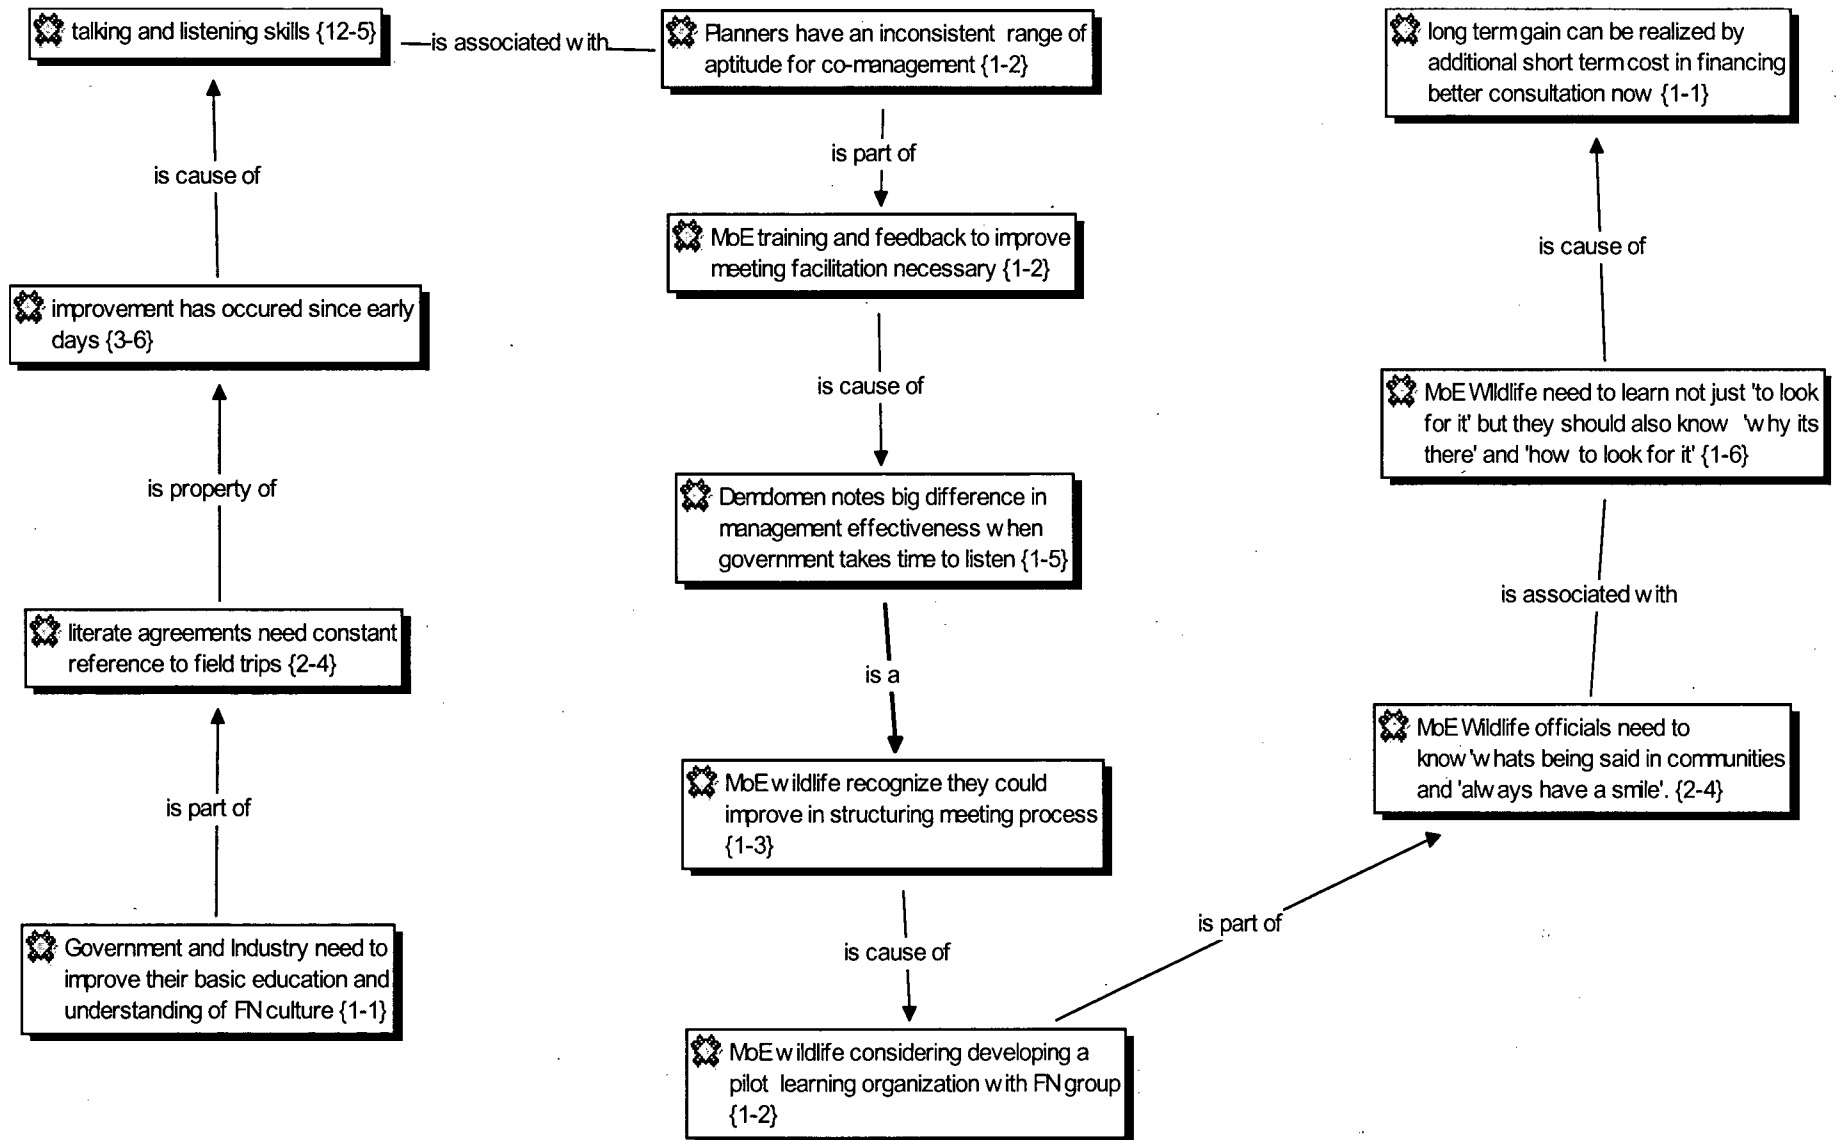 talking and listening skills {12-5}
is associated with
Planners have an inconsistent range of
aptitude for co-management {1-2}
long term gain can be realized by
additional short term cost in financing
better consultation now {1-1}
is cause of
is part of
is cause of
improvement has occured since early
days {3-6}
MoE training and feedback to improve
meeting facilitation necessary {1-2}
MoE Wildlife need to learn not just 'to look
for it' but they should also know 'why its
there' and 'how to look for it' {1-6}
is property of
is cause of
is associated with
literate agreements need constant
reference to field trips {2-4}
Demdomen notes big difference in
management effectiveness when
government takes time to listen {1-5}
MoE Wildlife officials need to
know 'whats being said in communities
and 'always have a smile'. {2-4}
is part of
is a
is part of
Government and Industry need to
improve their basic education and
understanding of FN culture {1-1}
MoE wildlife recognize they could
improve in structuring meeting process
{1-3}
is cause of
MoE wildlife considering developing a
pilot learning organization with FN group
{1-2}